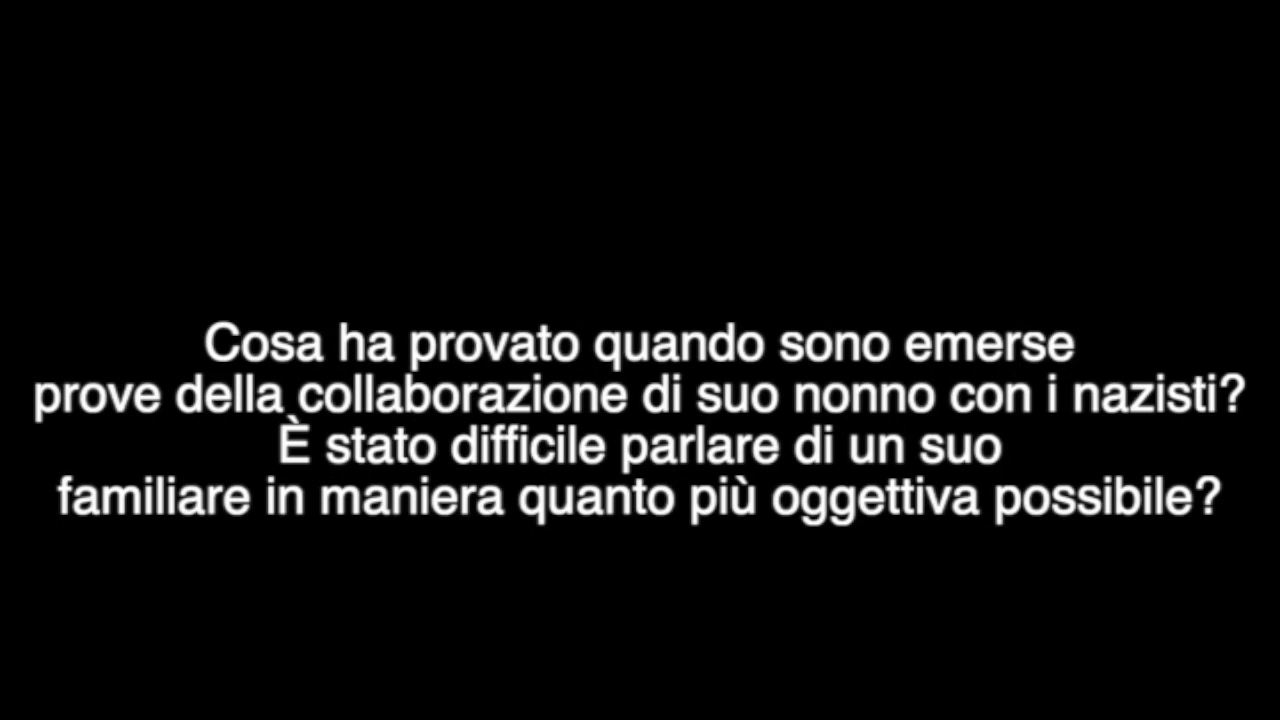 Cosa ha provato quando sono emerse
prove della collaborazione di suo nonno con i nazisti?
È stato difficile parlare di un suo
familiare in maniera quanto più oggettiva possibile?